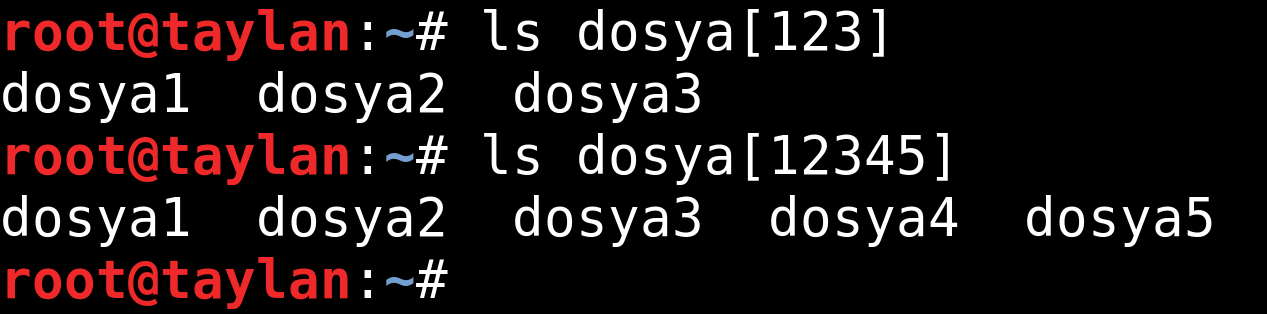 root@taylan:~# ls dosya[123]
dosya1  dosya2  dosya3
root@taylan:~# ls dosya[12345]
dosya1  dosya2  dosya3  dosya4  dosya5
root@taylan:~#